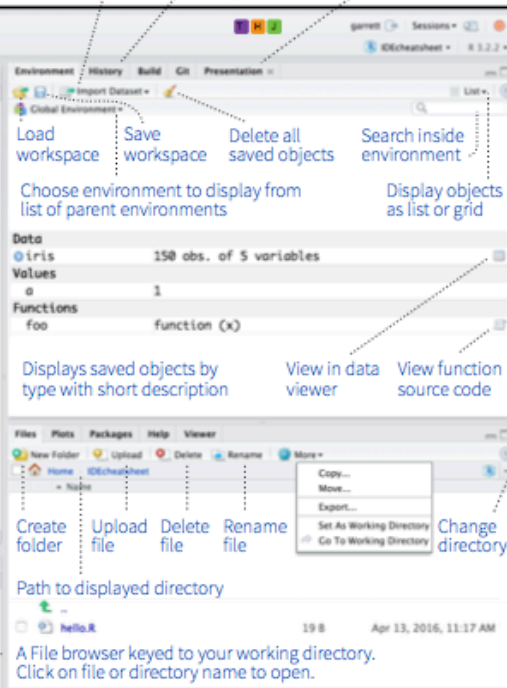 T H J garrett Sessions
IDEcheatsheet R 3.2.2
Environment History Build Git Presentation
Import Dataset List
Global Environment
Load workspace
Save workspace
Delete all saved objects
Search inside environment
Choose environment to display from list of parent environments
Display objects as list or grid
Data
iris 150 obs. of 5 variables
Values
a 1
Functions
foo function (x)
Displays saved objects by type with short description
View in data viewer
View function source code
Files Plots Packages Help Viewer
New Folder Upload Delete Rename More
Home IDEcheatsheet
Name
Copy...
Move...
Export...
Set As Working Directory
Go To Working Directory
Create folder
Upload file
Delete file
Rename file
Change directory
Path to displayed directory
..
hello.R 19 B Apr 13, 2016, 11:17 AM
A File browser keyed to your working directory.
Click on file or directory name to open.